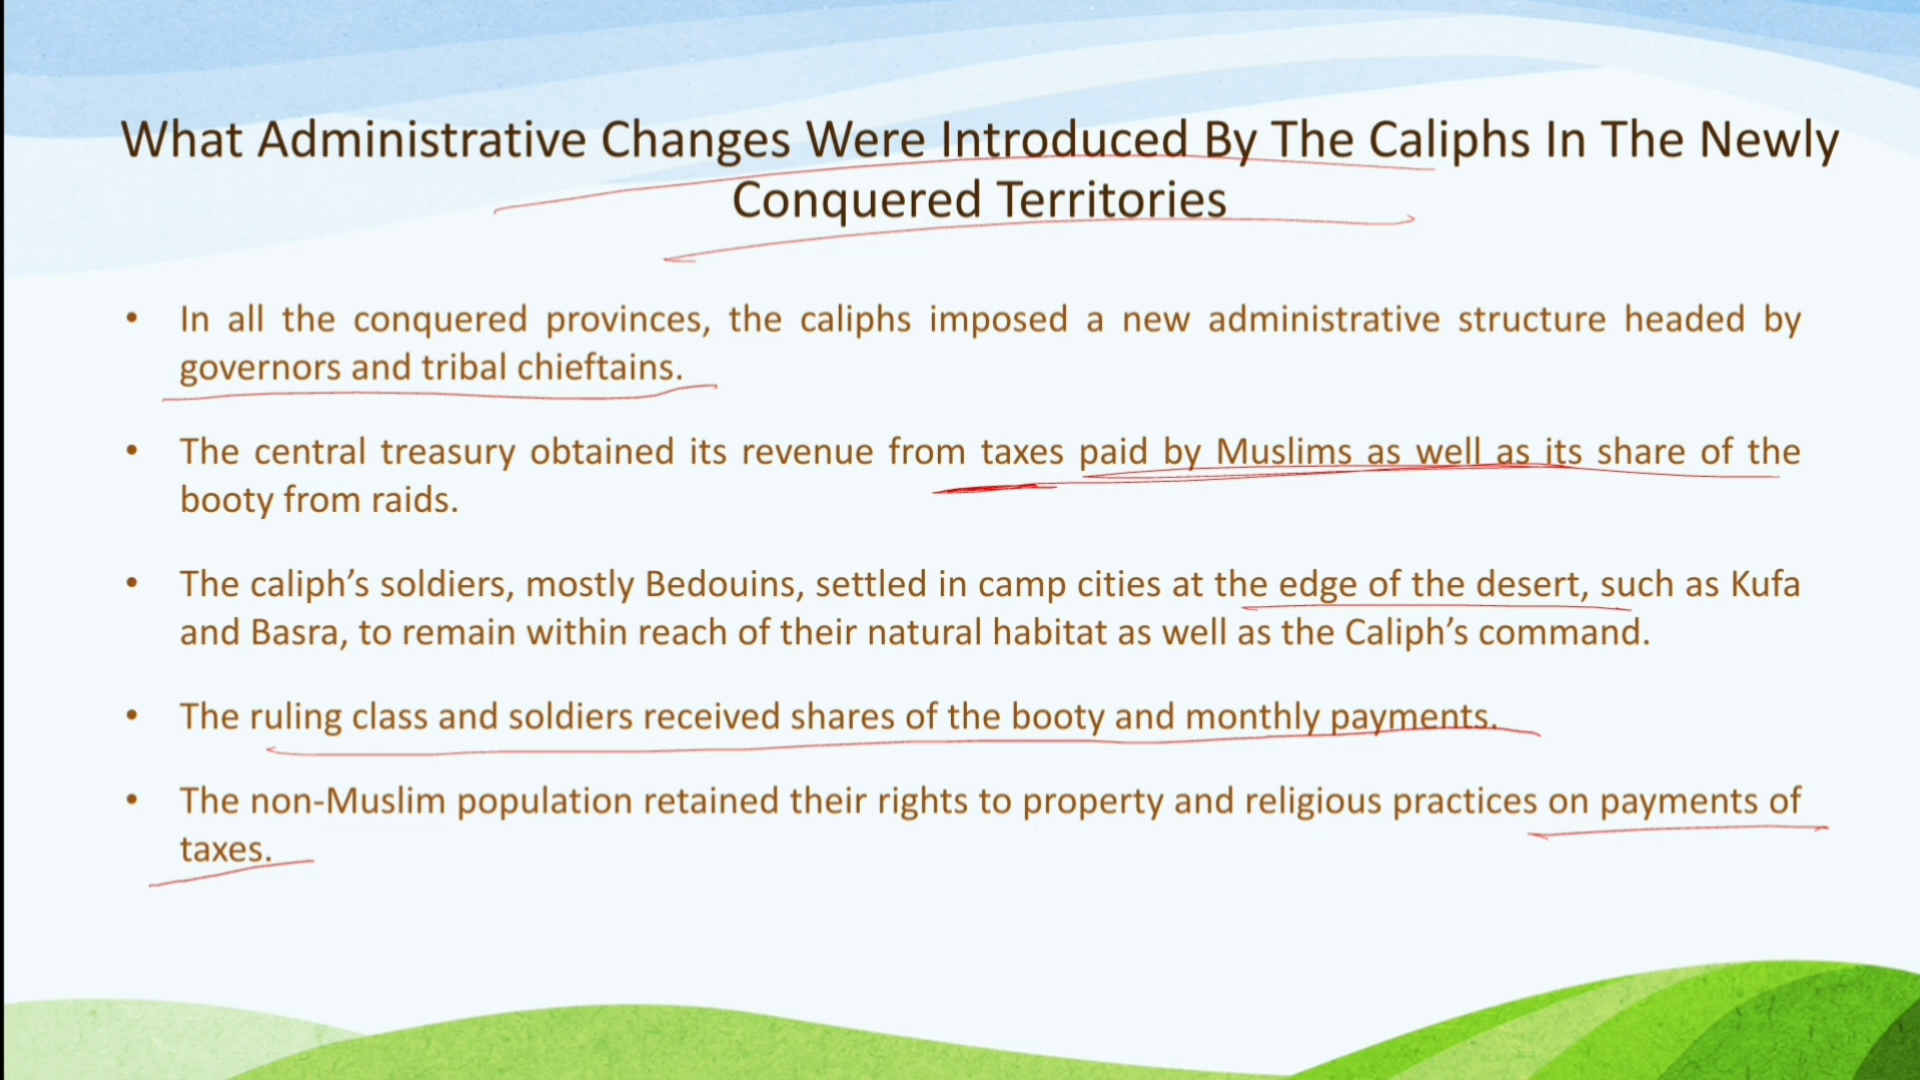 What Administrative Changes Were Introduced By The Caliphs In The Newly
Conquered Territories
• In all the conquered provinces, the caliphs imposed a new administrative structure headed by
governors and tribal chieftains.
• The central treasury obtained its revenue from taxes paid by Muslims as well as its share of the
booty from raids.
• The caliph’s soldiers, mostly Bedouins, settled in camp cities at the edge of the desert, such as Kufa
and Basra, to remain within reach of their natural habitat as well as the Caliph’s command.
• The ruling class and soldiers received shares of the booty and monthly payments.
• The non-Muslim population retained their rights to property and religious practices on payments of
taxes.